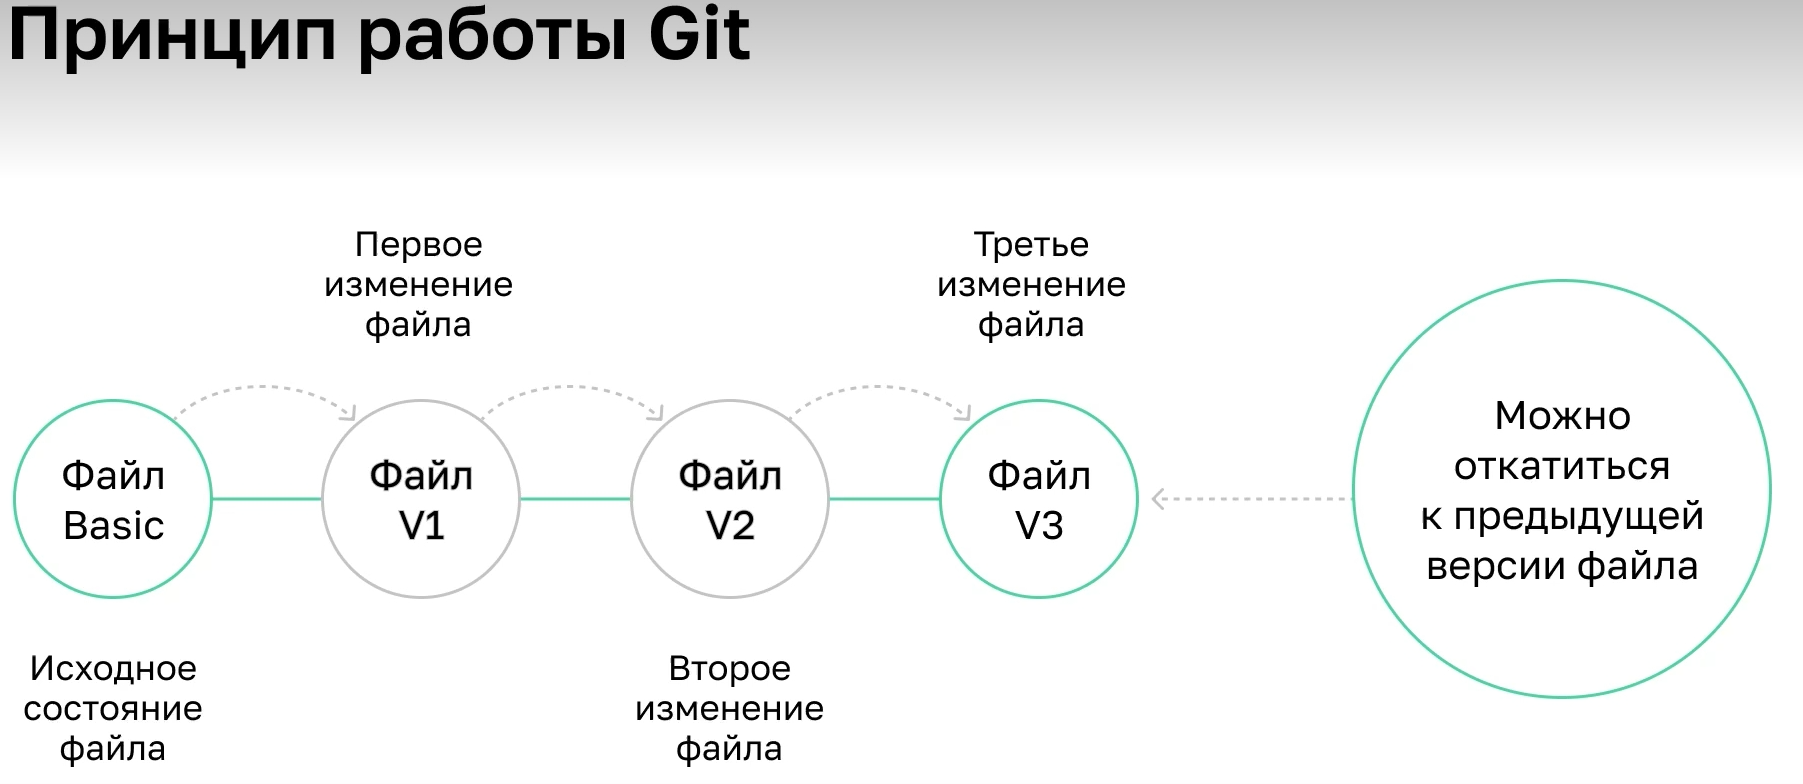 Принцип работы Git
Первое
изменение
файла
Третье
изменение
файла
Файл
Basic
Файл
V1
Файл
V2
Файл
V3
Можно
откатиться
к предыдущей
версии файла
Исходное
состояние
файла
Второе
изменение
файла